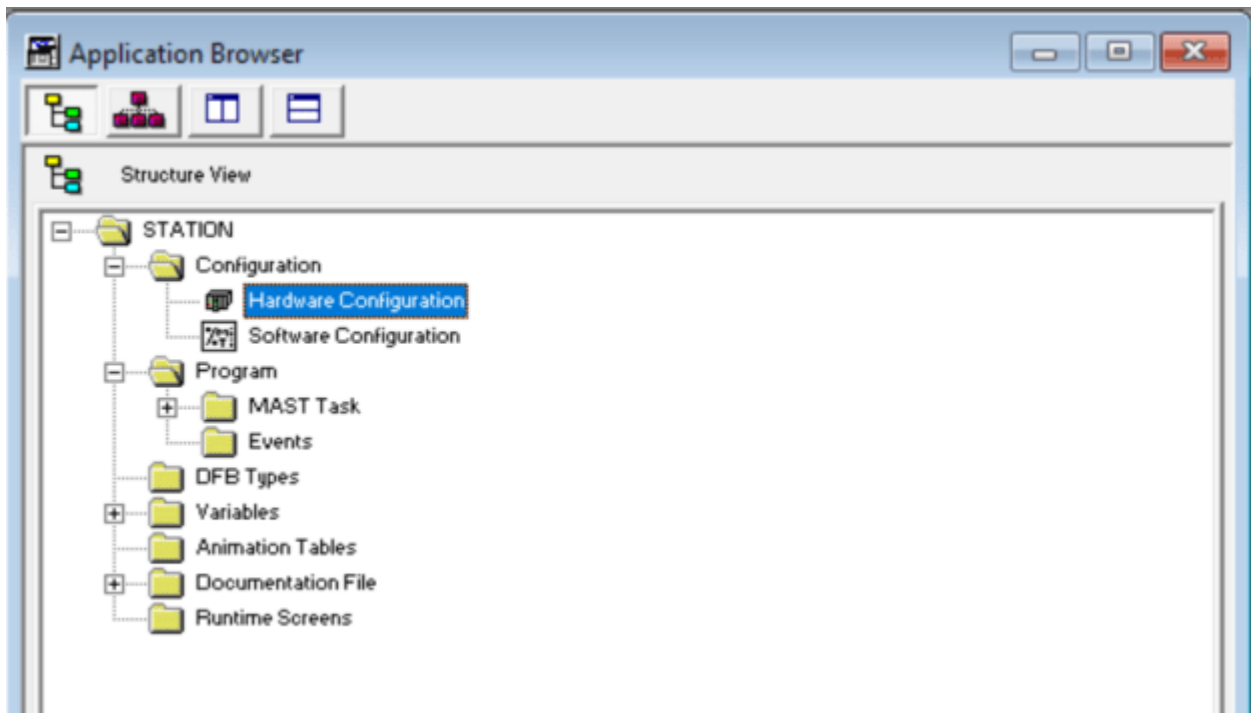 Application Browser
Structure View
STATION
Configuration
Hardware Configuration
Software Configuration
Program
MAST Task
Events
DFB Types
Variables
Animation Tables
Documentation File
Runtime Screens